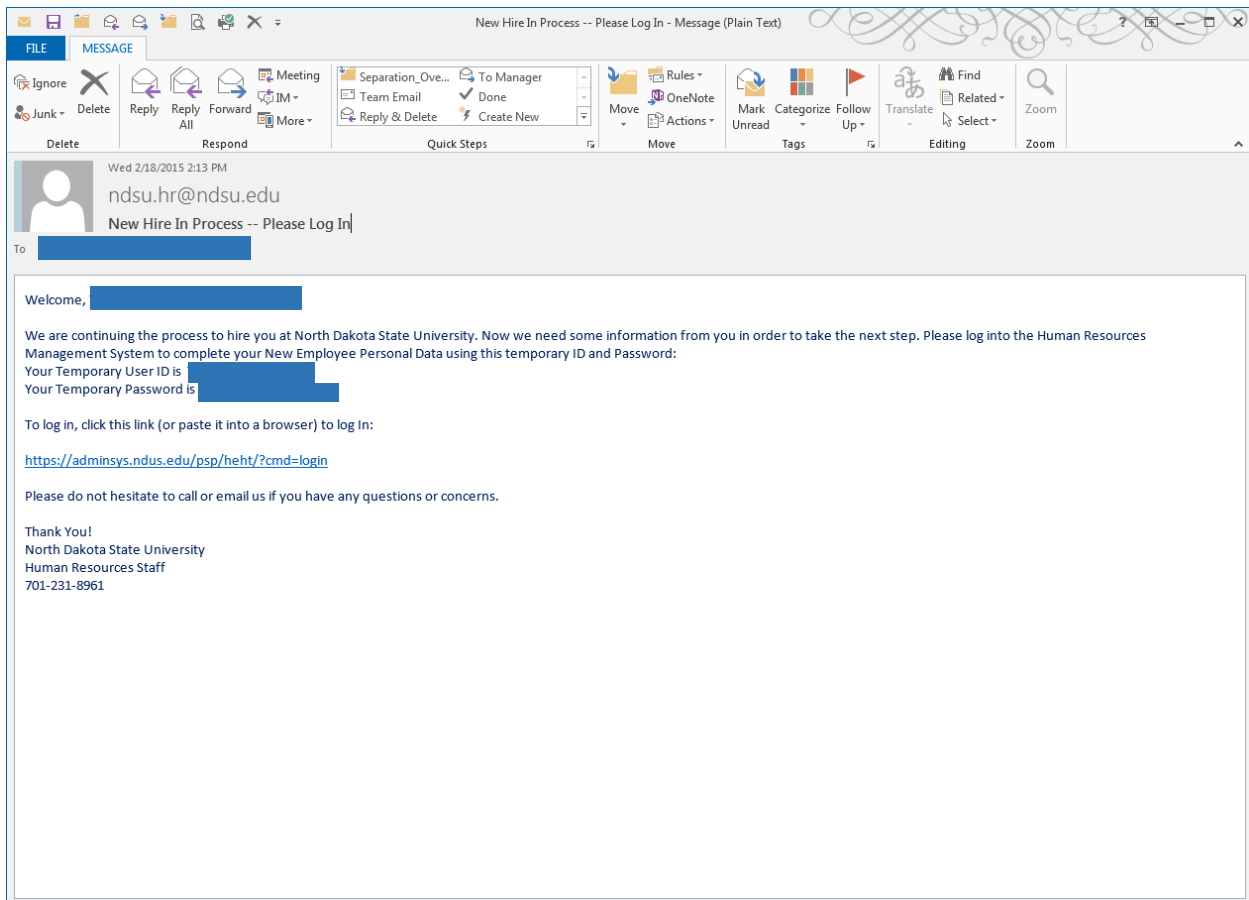 New Hire In Process -- Please Log In - Message (Plain Text)
?
FILE MESSAGE
Ignore
Junk
Delete
Reply
Reply All
Forward
Meeting
IM
More
Separation_Ove... To Manager
Team Email Done
Reply & Delete Create New
Move
Rules
OneNote
Actions
Mark Unread
Categorize
Follow Up
Translate
Find
Related
Select
Zoom
Delete Respond Quick Steps Move Tags Editing Zoom
Wed 2/18/2015 2:13 PM
ndsu.hr@ndsu.edu
New Hire In Process -- Please Log In
To
Welcome,
We are continuing the process to hire you at North Dakota State University. Now we need some information from you in order to take the next step. Please log into the Human Resources
Management System to complete your New Employee Personal Data using this temporary ID and Password:
Your Temporary User ID is
Your Temporary Password is
To log in, click this link (or paste it into a browser) to log In:
https://adminsys.ndus.edu/psp/heht/?cmd=login
Please do not hesitate to call or email us if you have any questions or concerns.
Thank You!
North Dakota State University
Human Resources Staff
701-231-8961